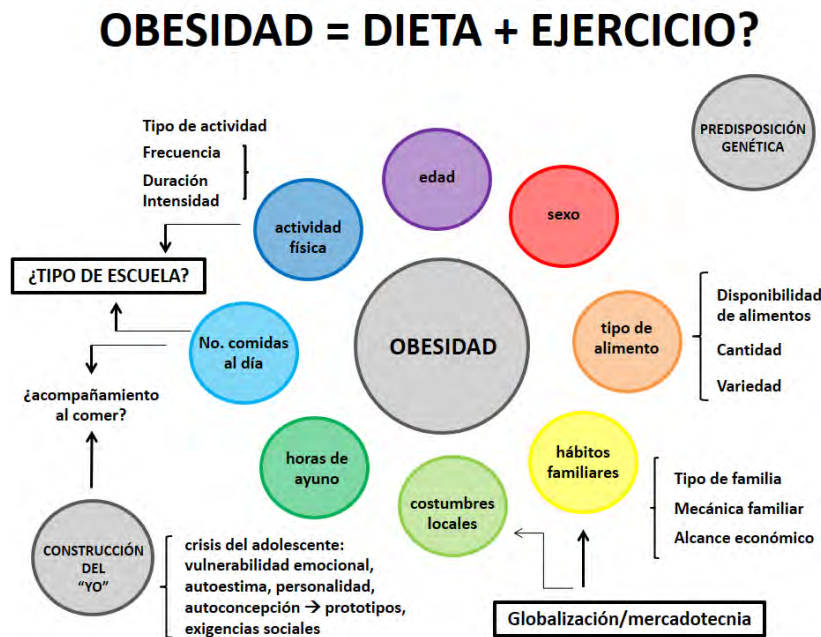 OBESIDAD = DIETA + EJERCICIO?
PREDISPOSICIÓN
GENÉTICA
Tipo de actividad
Frecuencia
Duración
Intensidad
edad
sexo
actividad
física
¿TIPO DE ESCUELA?
No. comidas
al día
OBESIDAD
tipo de
alimento
Disponibilidad
de alimentos
Cantidad
Variedad
¿acompañamiento
al comer?
horas de
ayuno
costumbres
locales
hábitos
familiares
Tipo de familia
Mecánica familiar
Alcance económico
CONSTRUCCIÓN
DEL
"YO"
crisis del adolescente:
vulnerabilidad emocional,
autoestima, personalidad,
autoconcepción → prototipos,
exigencias sociales
Globalización/mercadotecnia